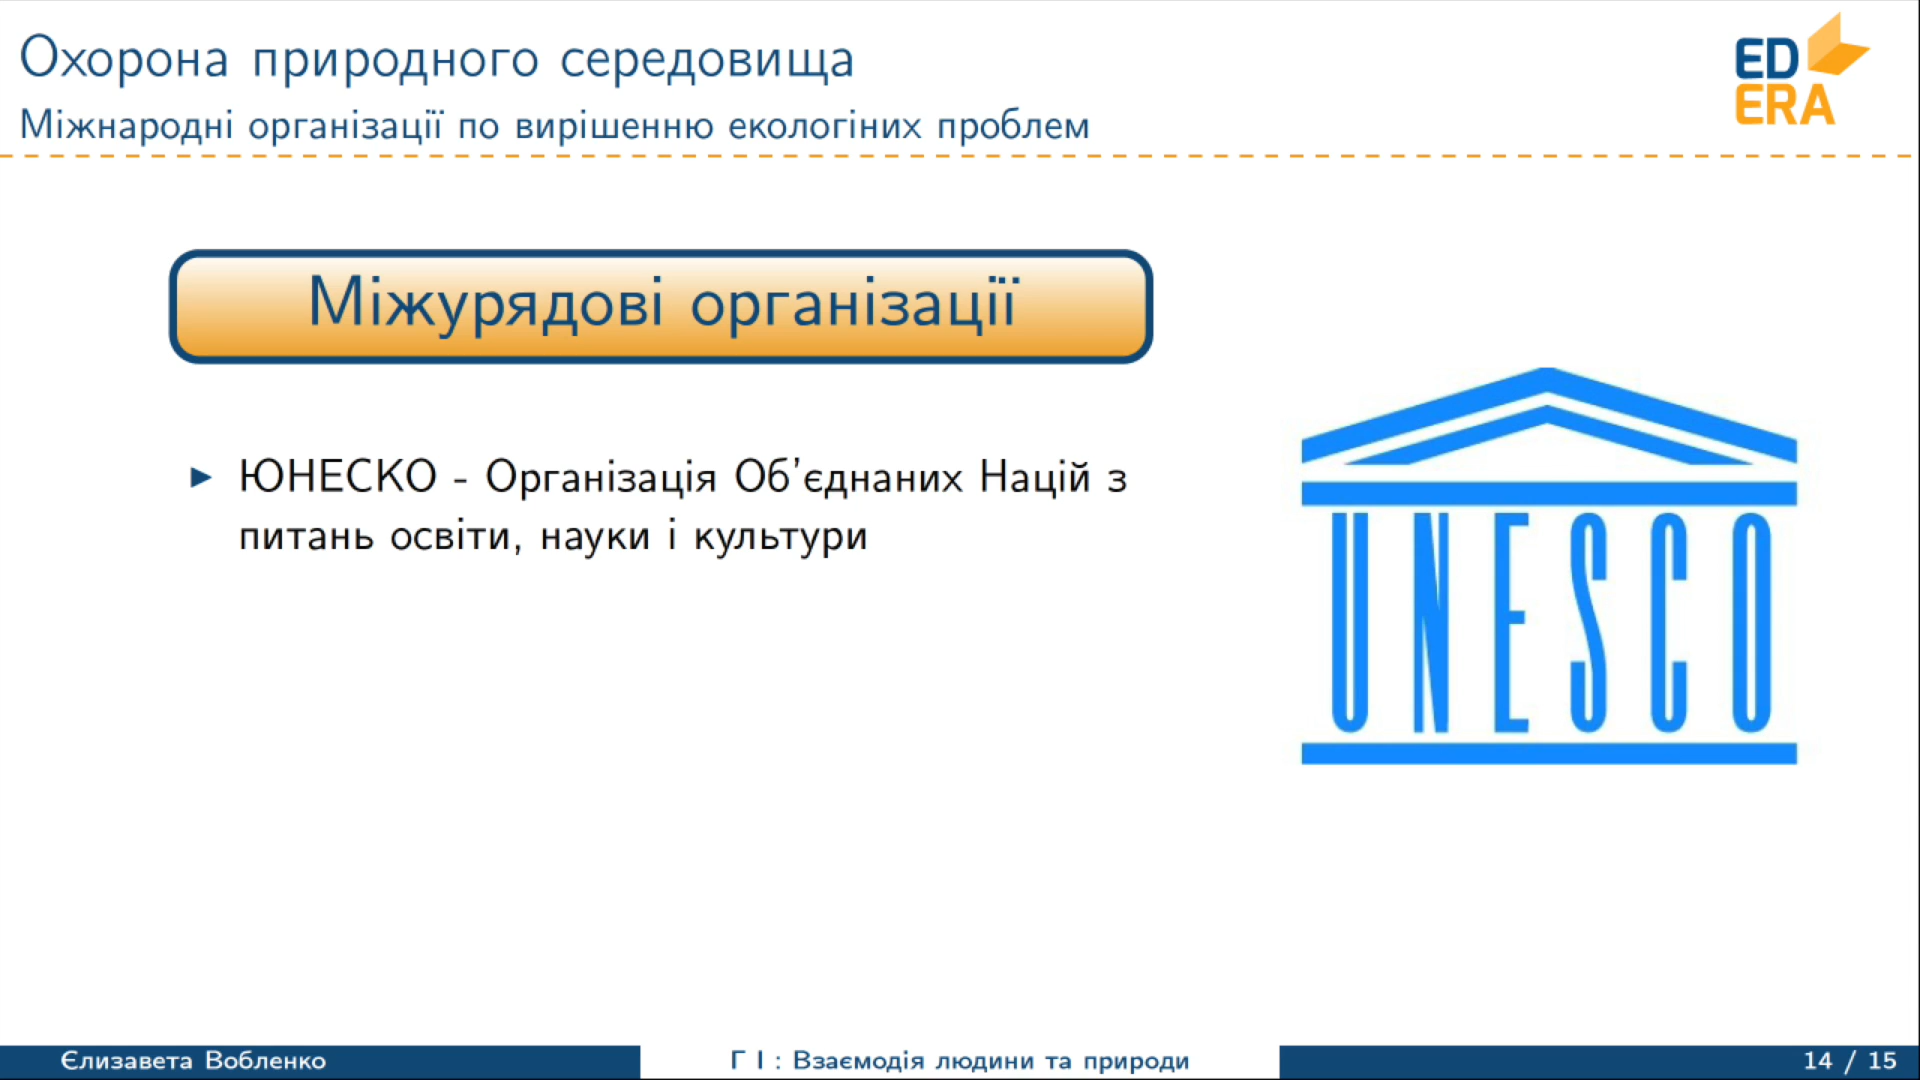 Охорона природного середовища
Міжнародні організації по вирішенню екологіних проблем
ED
ERA
Міжурядові організації
ЮНЕСКО - Організація Об'єднаних Націй з
питань освіти, науки і культури
UNESCO
Єлизавета Вобленко
Г І : Взаємодія людини та природи
14 / 15